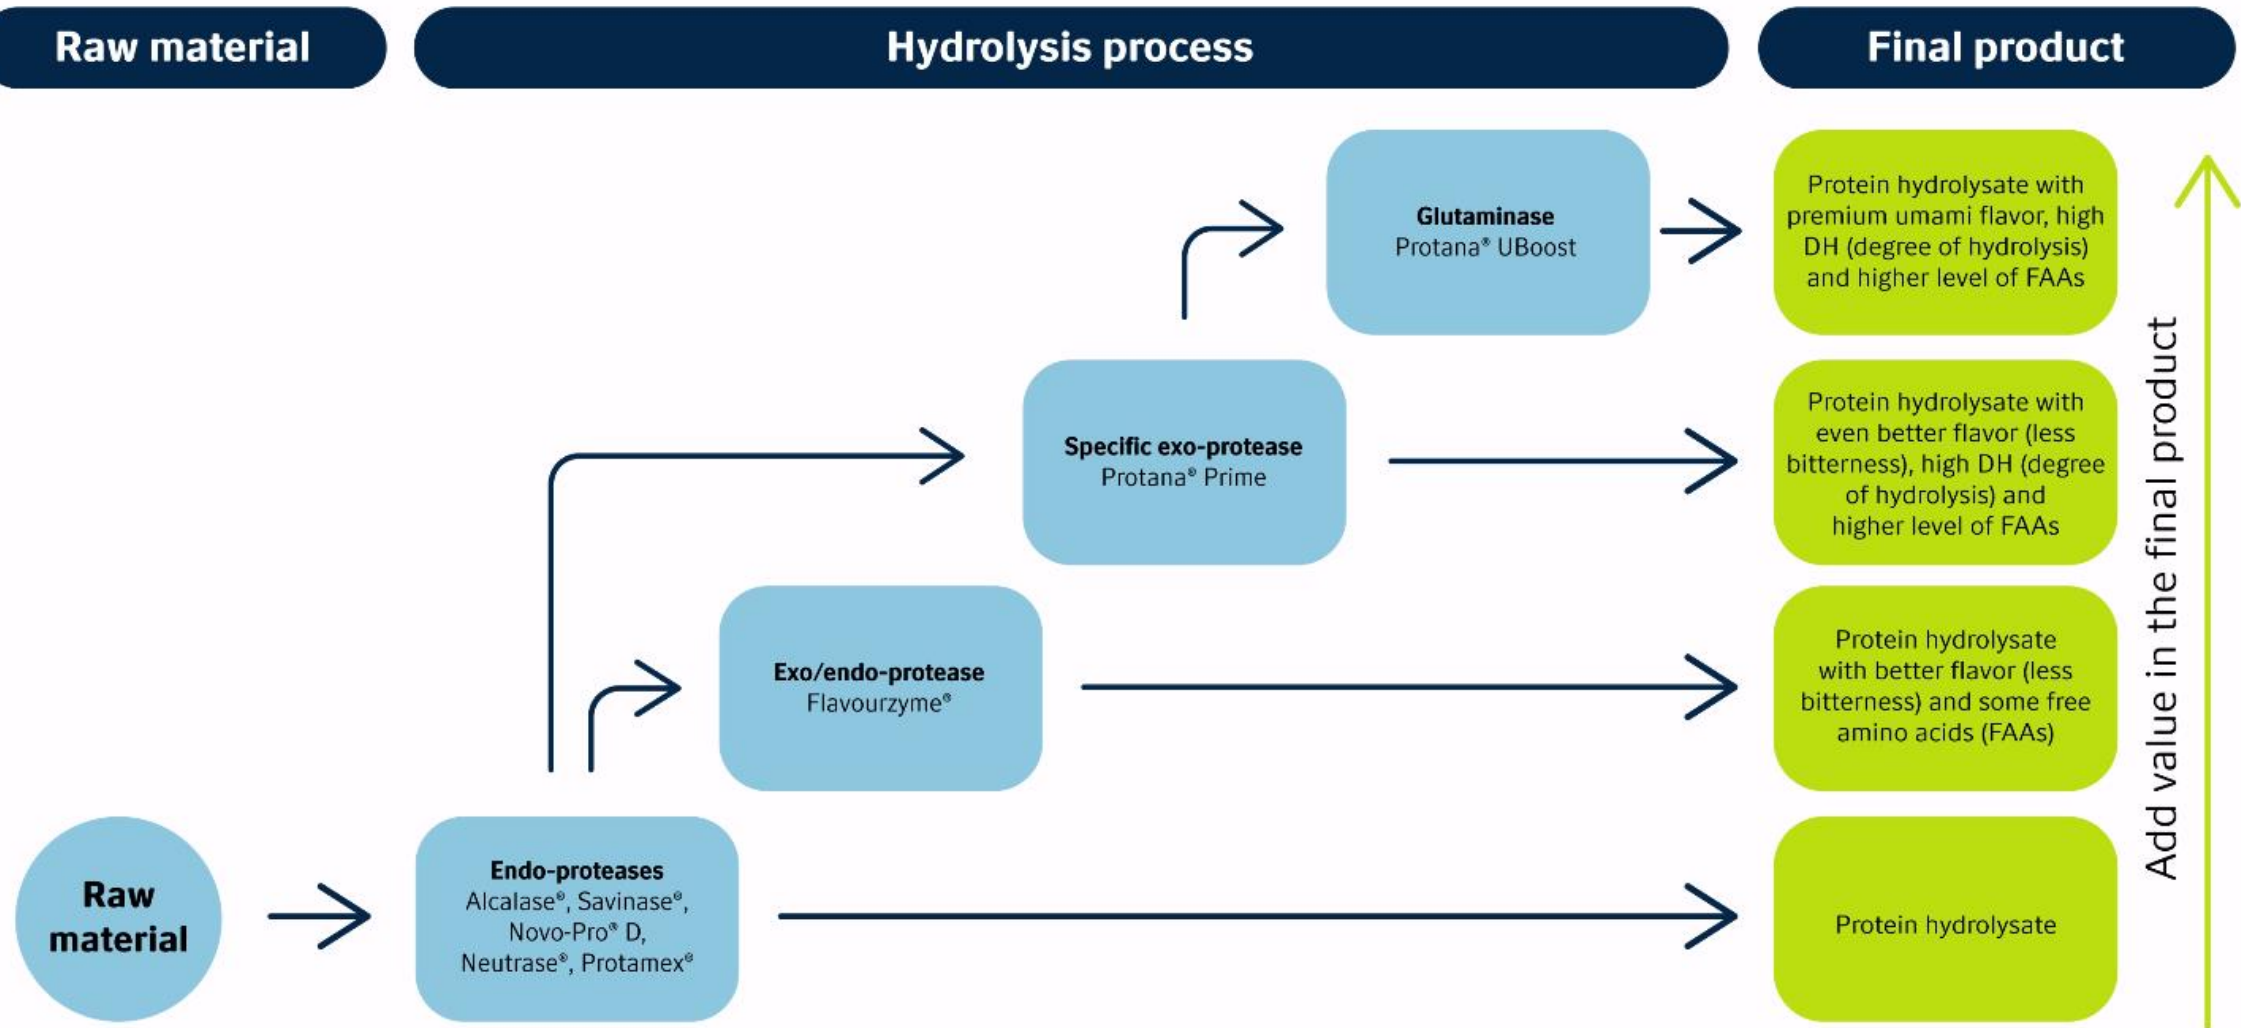 Raw material
Hydrolysis process
Final product
Glutaminase
Protana® UBoost
Protein hydrolysate with
premium umami flavor, high
DH (degree of hydrolysis)
and higher level of FAAs
Specific exo-protease
Protana® Prime
Protein hydrolysate with
even better flavor (less
bitterness), high DH (degree
of hydrolysis) and
higher level of FAAs
Exo/endo-protease
Flavourzyme®
Protein hydrolysate
with better flavor (less
bitterness) and some free
amino acids (FAAs)
Raw
material
Endo-proteases
Alcalase®, Savinase®,
Novo-Pro® D,
Neutrase®, Protamex®
Protein hydrolysate
Add value in the final product